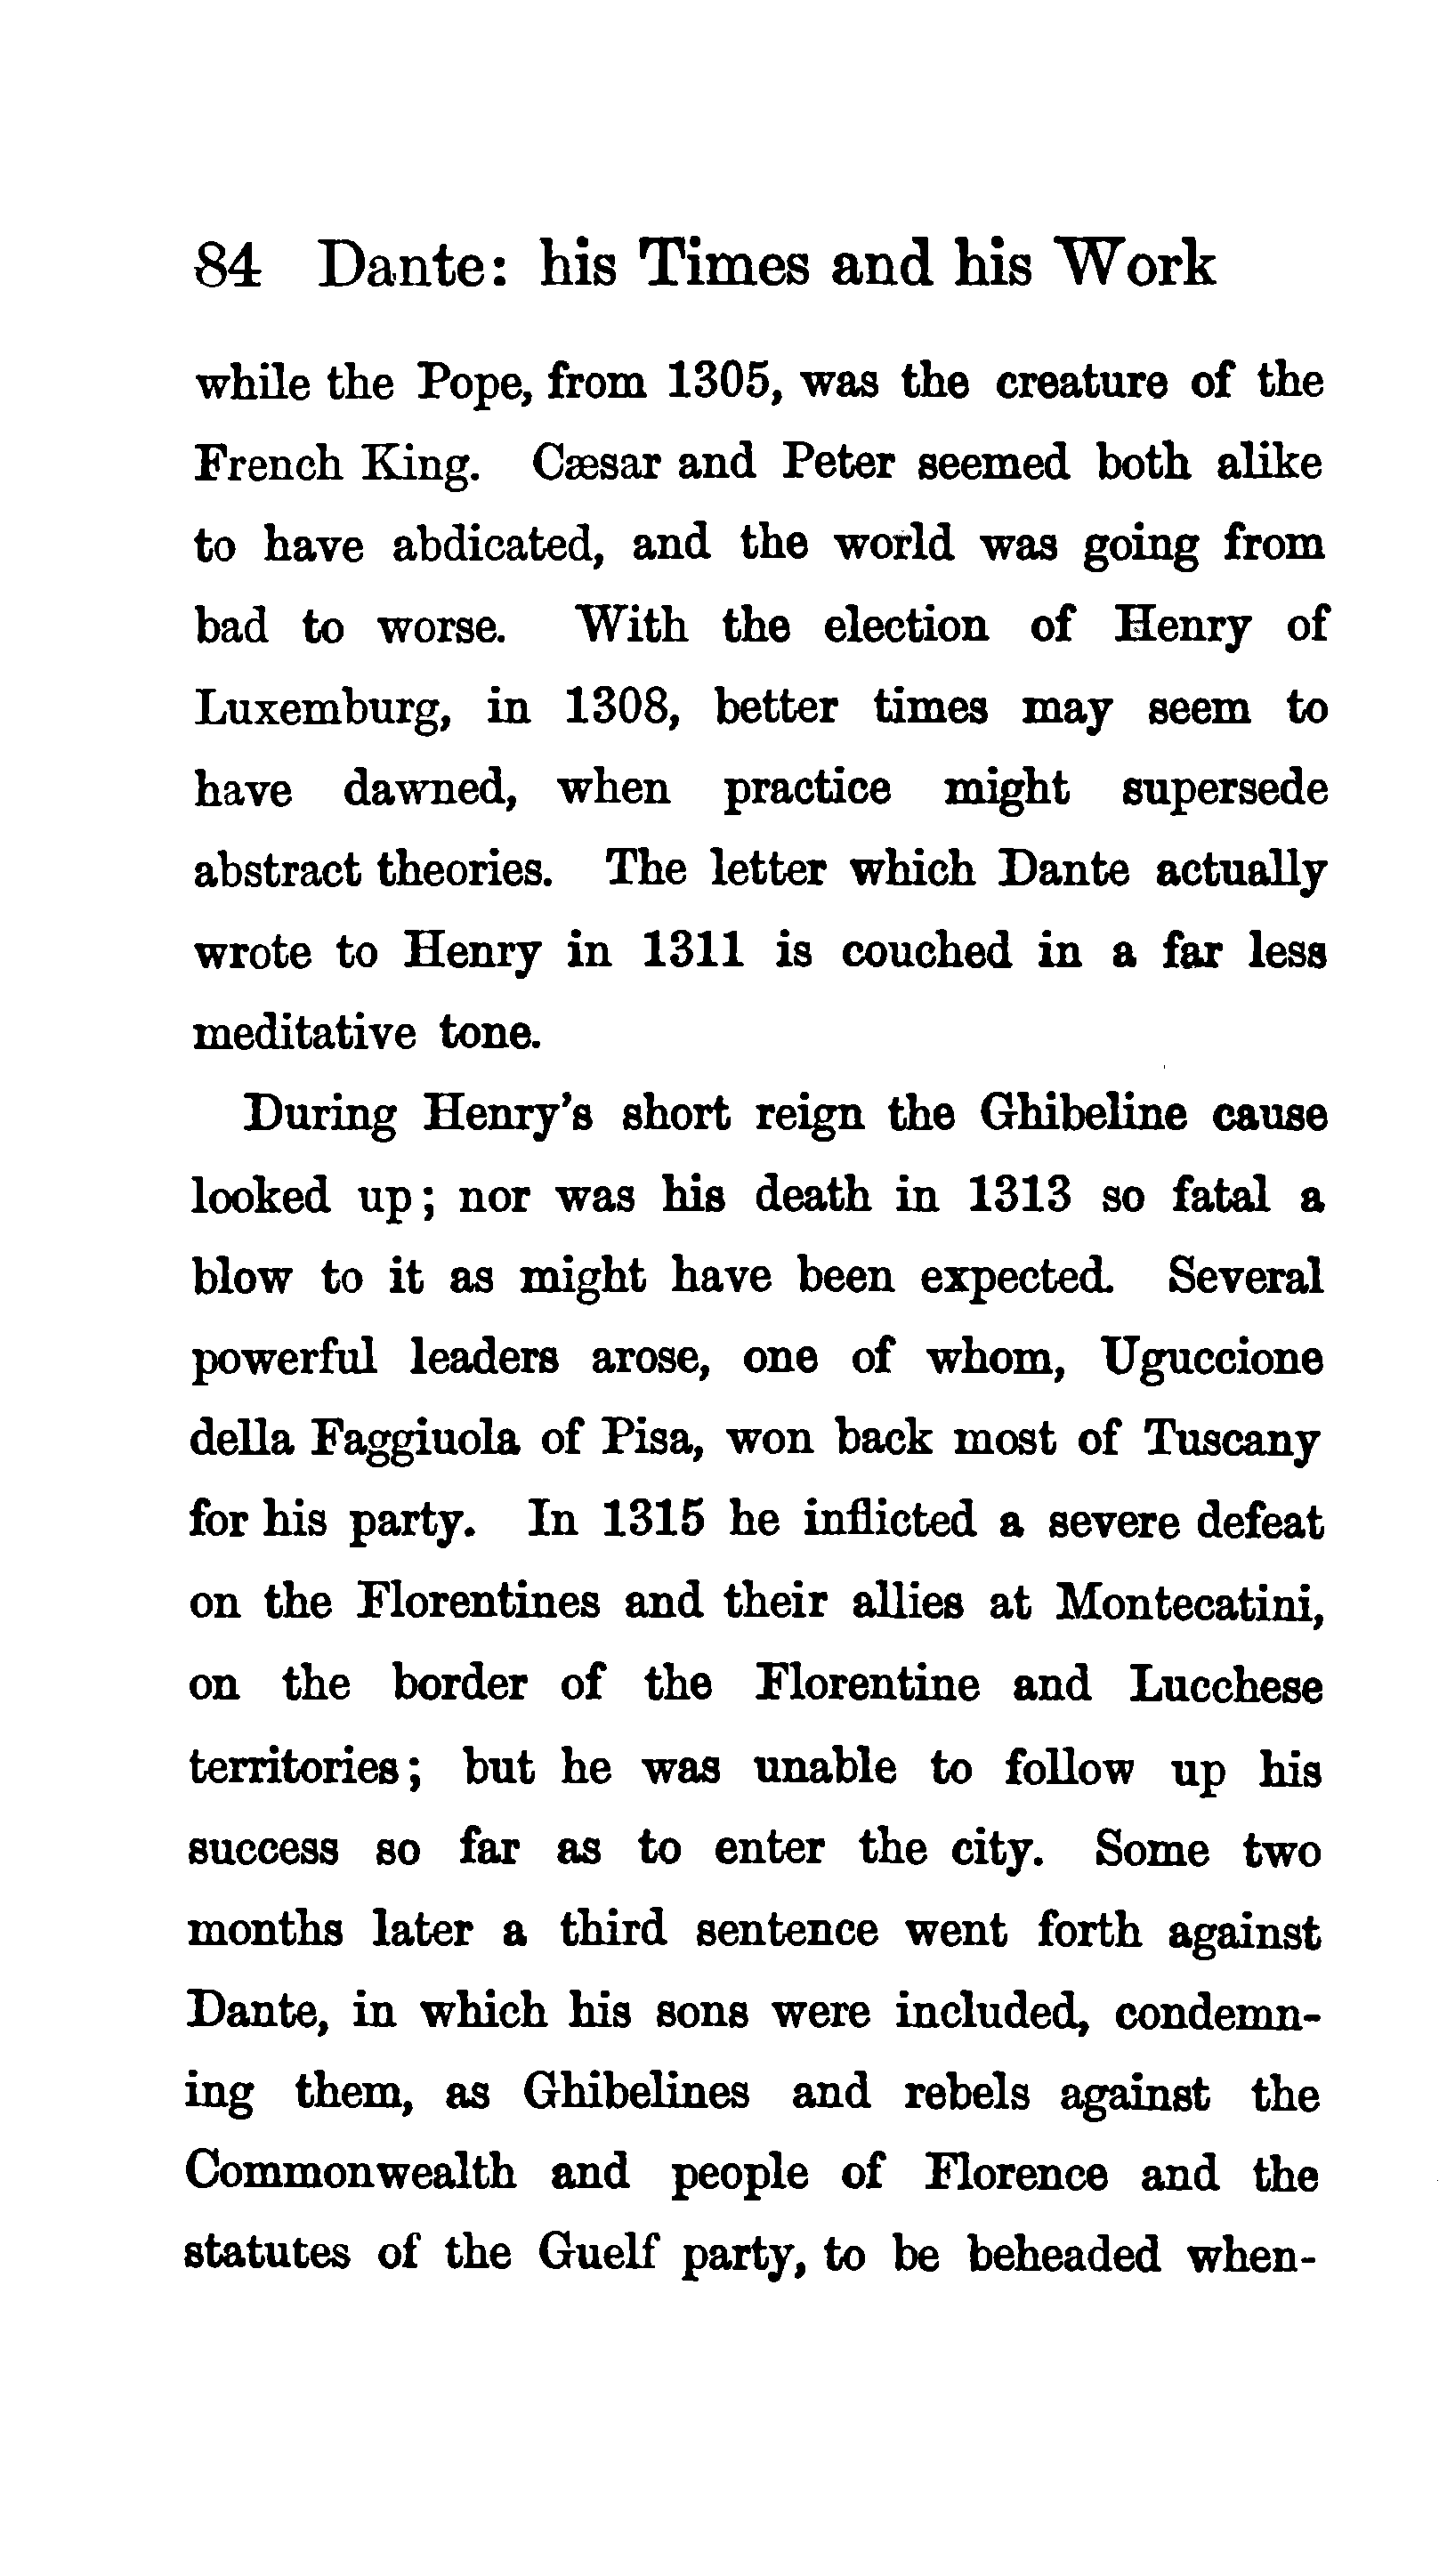 84 Dante: his Times and his Work
while the Pope, from 1305, was the creature of the
French King. Cæsar and Peter seemed both alike
to have abdicated, and the world was going from
bad to worse. With the election of Henry of
Luxemburg, in 1308, better times may seem to
have dawned, when practice might supersede
abstract theories. The letter which Dante actually
wrote to Henry in 1311 is couched in a far less
meditative tone.
During Henry's short reign the Ghibeline cause
looked up; nor was his death in 1313 so fatal a
blow to it as might have been expected. Several
powerful leaders arose, one of whom, Uguccione
della Faggiuola of Pisa, won back most of Tuscany
for his party. In 1315 he inflicted a severe defeat
on the Florentines and their allies at Montecatini,
on the border of the Florentine and Lucchese
territories; but he was unable to follow up his
success so far as to enter the city. Some two
months later a third sentence went forth against
Dante, in which his sons were included, condemn-
ing them, as Ghibelines and rebels against the
Commonwealth and people of Florence and the
statutes of the Guelf party, to be beheaded when-